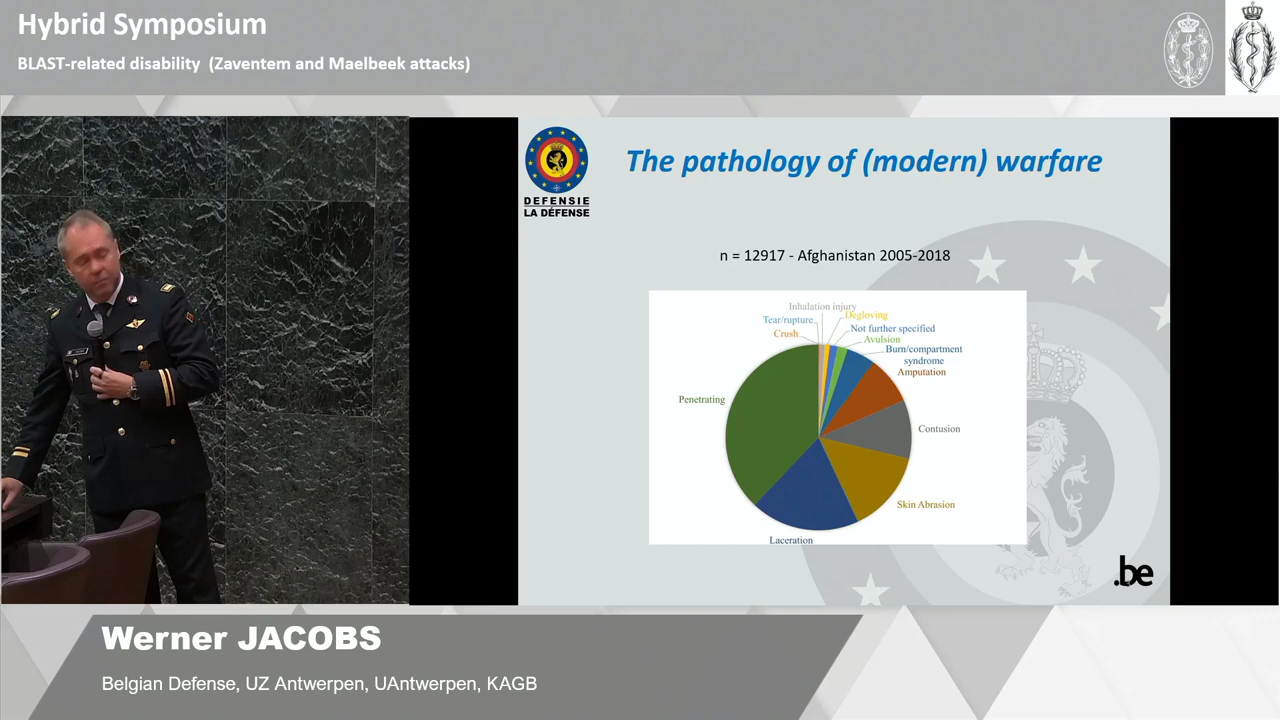 Hybrid Symposium
BLAST-related disability (Zaventem and Maelbeek attacks)
DEFENSIE
LA DÉFENSE
The pathology of (modern) warfare
n = 12917 - Afghanistan 2005-2018
Inhalation injury
Tear/rupture
Degloving
Crush
Not further specified
Avulsion
Burn/compartment
syndrome
Amputation
Penetrating
Contusion
Skin Abrasion
Laceration
.be
Werner JACOBS
Belgian Defense, UZ Antwerpen, UAntwerpen, KAGB